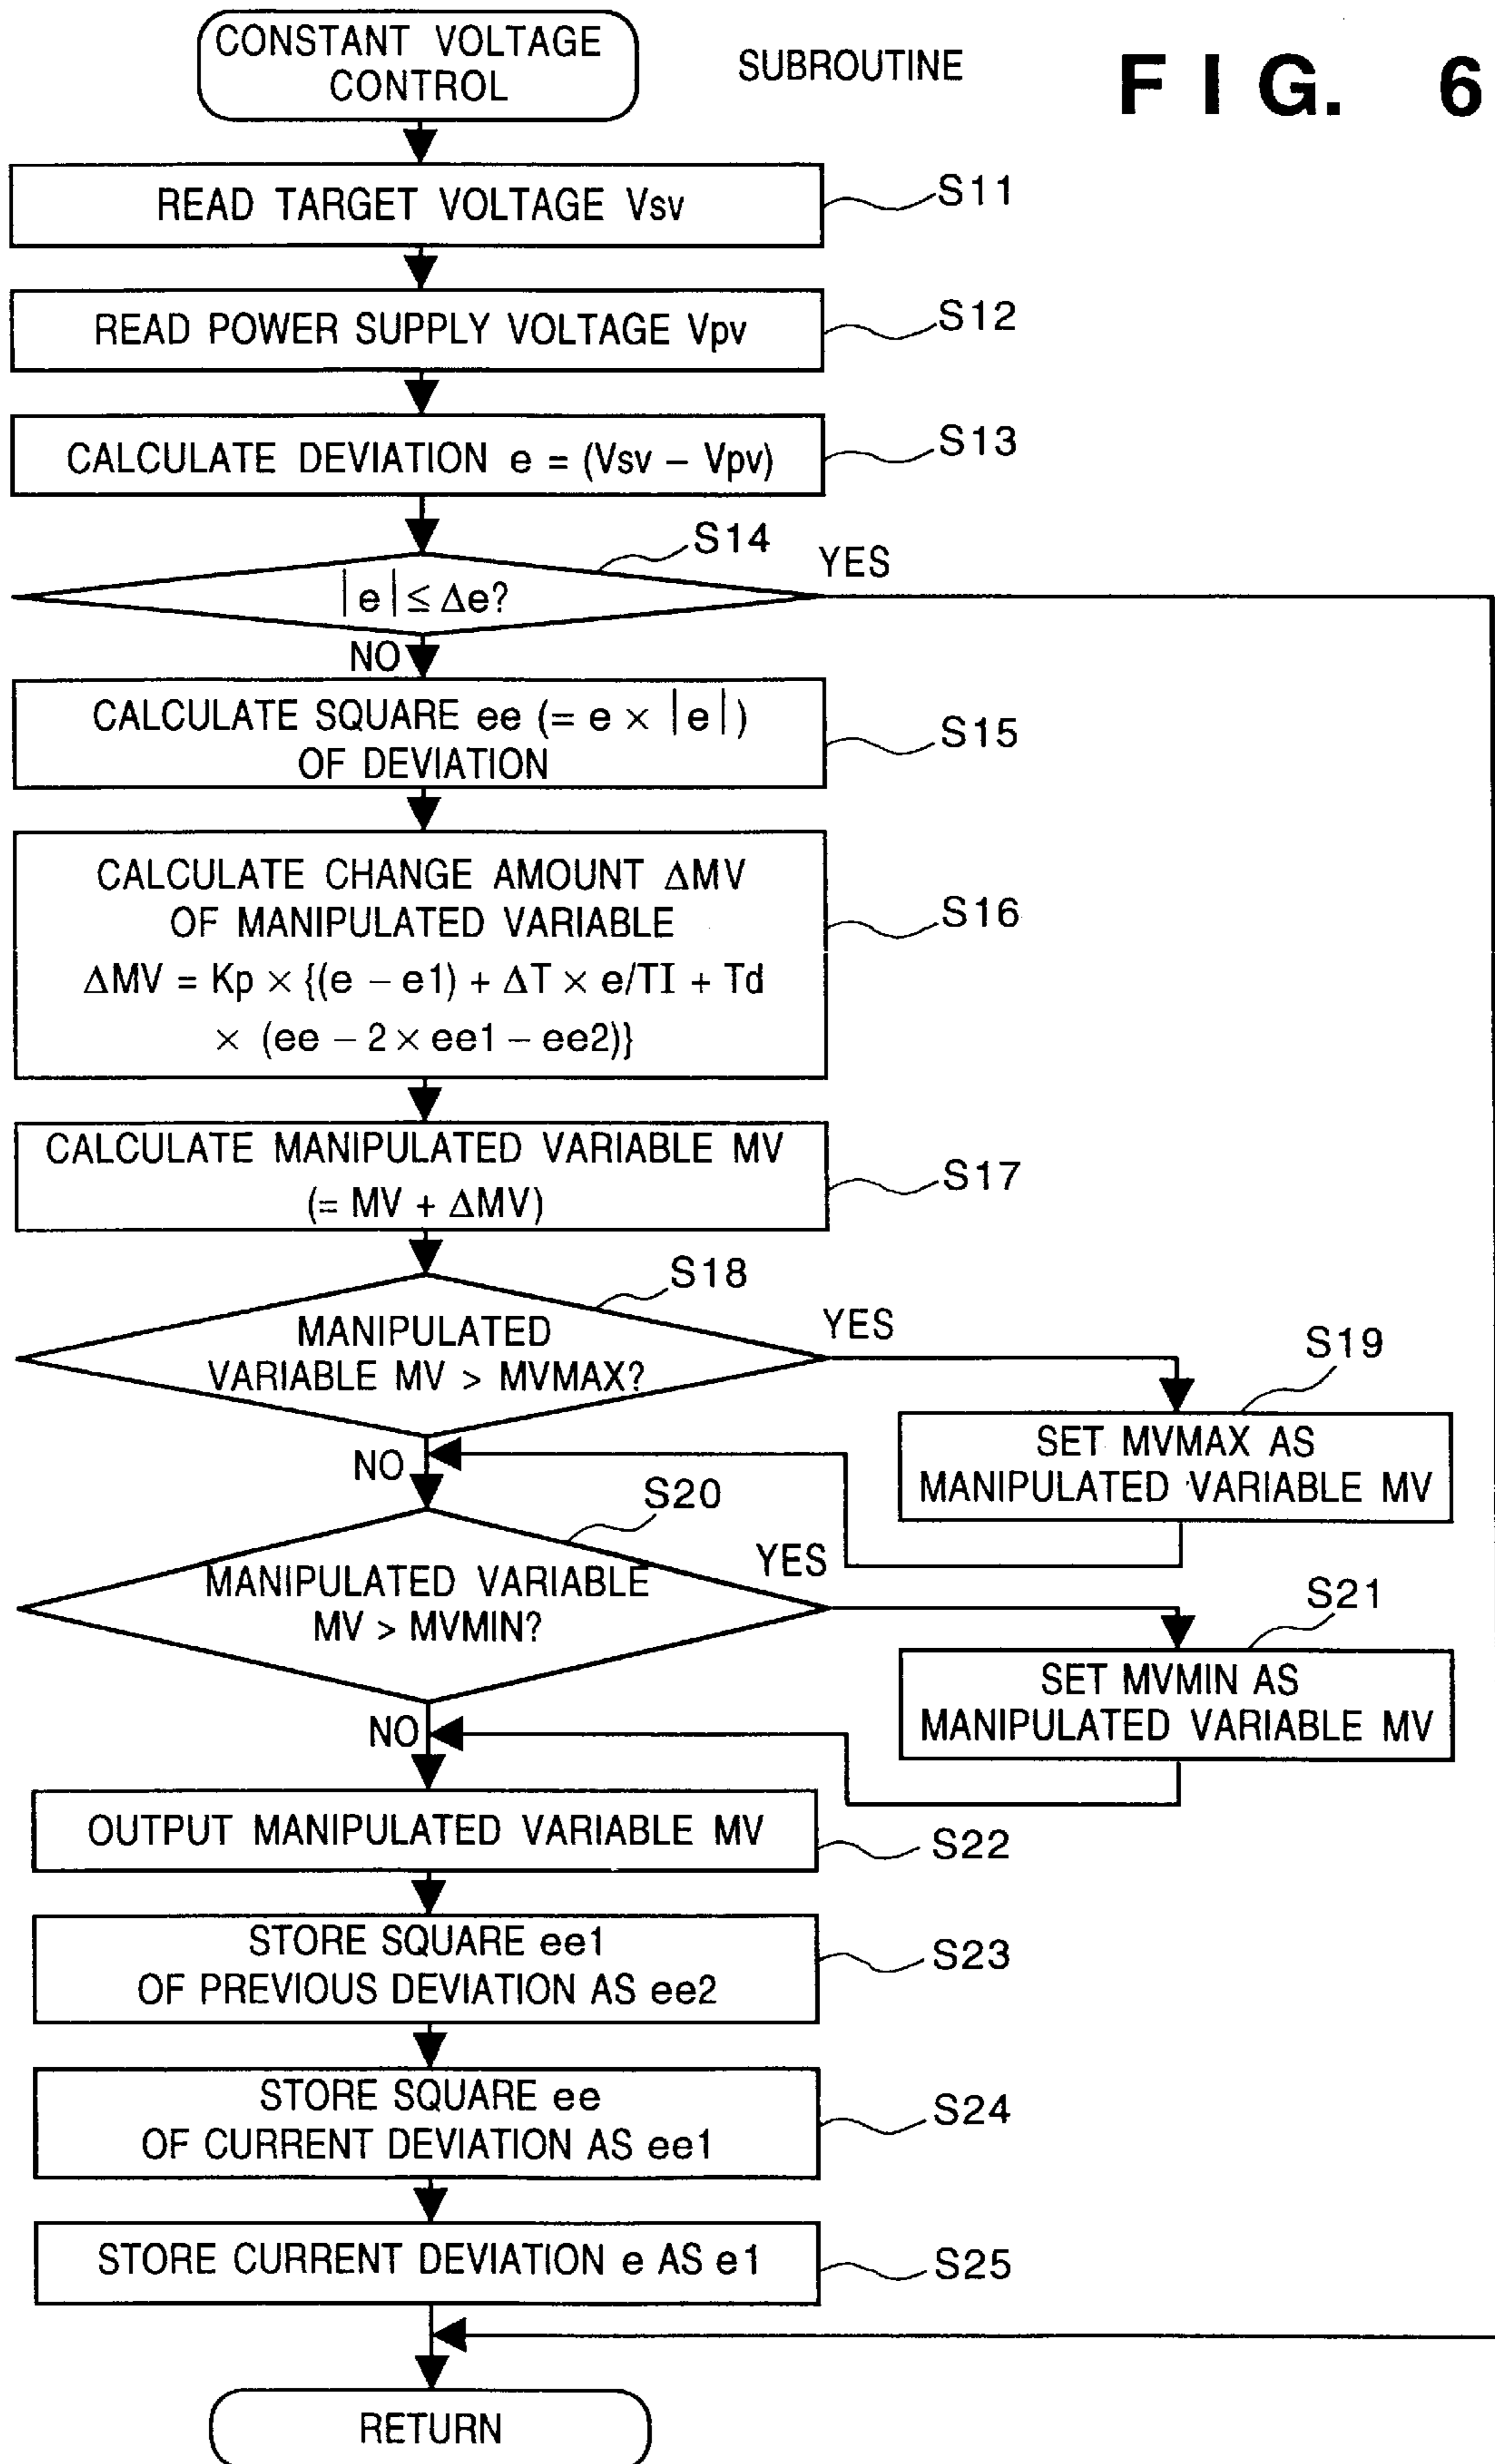 CONSTANT VOLTAGE
CONTROL
SUBROUTINE
FIG. 6
READ TARGET VOLTAGE Vsv
S11
READ POWER SUPPLY VOLTAGE Vpv
S12
CALCULATE DEVIATION e = (Vsv – Vpv)
S13
S14
|e| ≤ Δe?
YES
NO
CALCULATE SQUARE ee (= e × |e|)
OF DEVIATION
S15
CALCULATE CHANGE AMOUNT ΔMV
OF MANIPULATED VARIABLE
ΔMV = Kp × {(e – e1) + ΔT × e/TI + Td
× (ee – 2 × ee1 – ee2)}
S16
CALCULATE MANIPULATED VARIABLE MV
(= MV + ΔMV)
S17
S18
MANIPULATED
VARIABLE MV > MVMAX?
YES
NO
S19
SET MVMAX AS
MANIPULATED VARIABLE MV
S20
MANIPULATED VARIABLE
MV > MVMIN?
YES
NO
S21
SET MVMIN AS
MANIPULATED VARIABLE MV
OUTPUT MANIPULATED VARIABLE MV
S22
STORE SQUARE ee1
OF PREVIOUS DEVIATION AS ee2
S23
STORE SQUARE ee
OF CURRENT DEVIATION AS ee1
S24
STORE CURRENT DEVIATION e AS e1
S25
RETURN